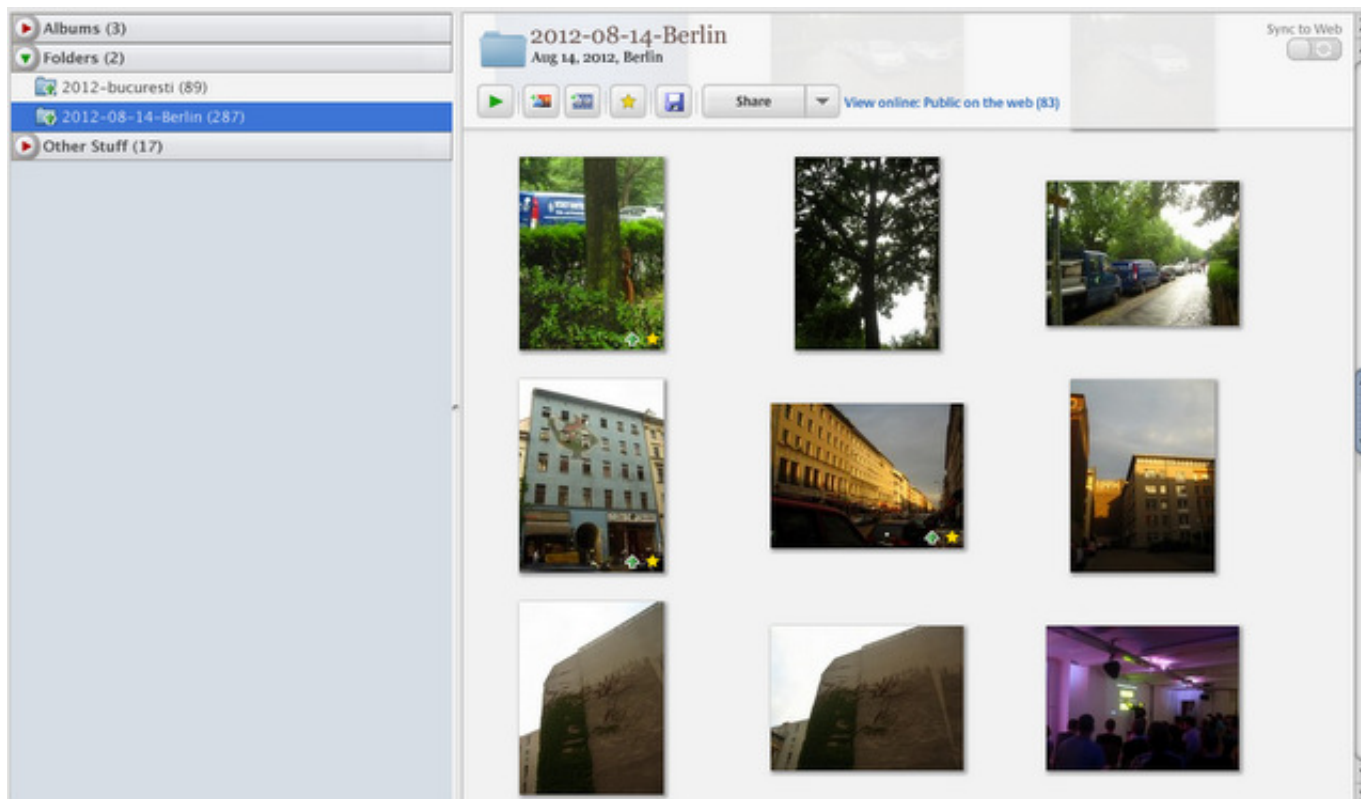 Albums (3)
Folders (2)
2012-bucuresti (89)
2012-08-14-Berlin (287)
Other Stuff (17)
2012-08-14-Berlin
Aug 14, 2012, Berlin
Sync to Web
Share
View online: Public on the web (83)